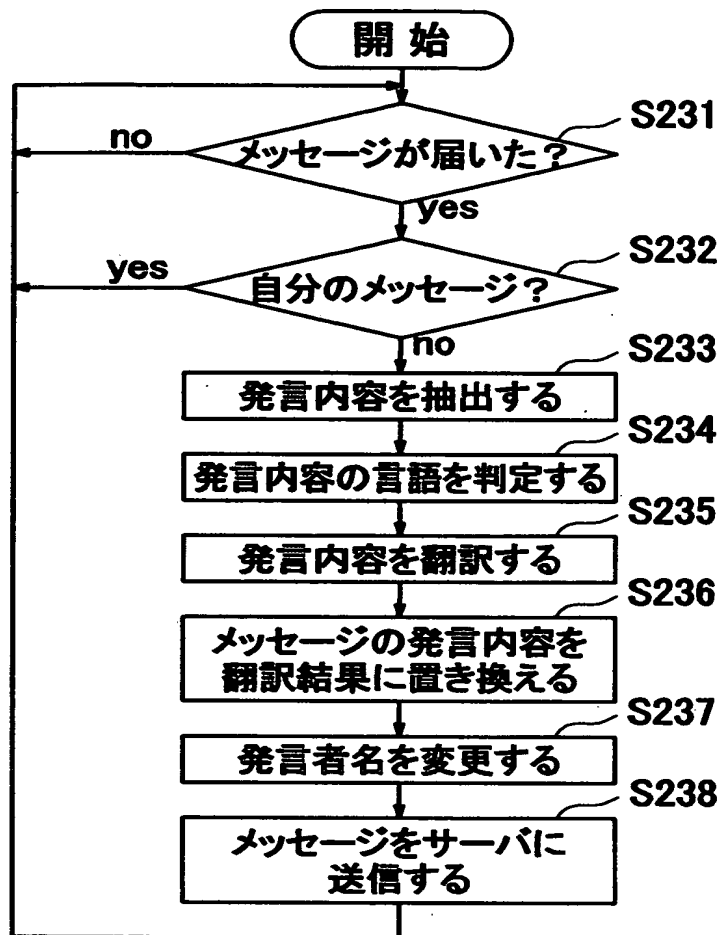 開始
S231
no
メッセージが届いた?
yes
S232
yes
自分のメッセージ?
no
S233
発言内容を抽出する
S234
発言内容の言語を判定する
S235
発言内容を翻訳する
S236
メッセージの発言内容を
翻訳結果に置き換える
S237
発言者名を変更する
S238
メッセージをサーバに
送信する